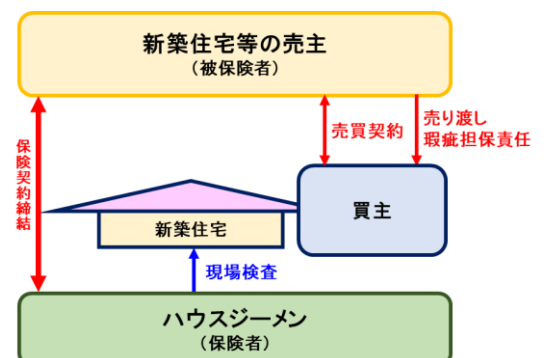 新築住宅等の売主
(被保険者)
保険契約締結
売買契約
売り渡し
瑕疵担保責任
買主
新築住宅
現場検査
ハウスジーメン
(保険者)